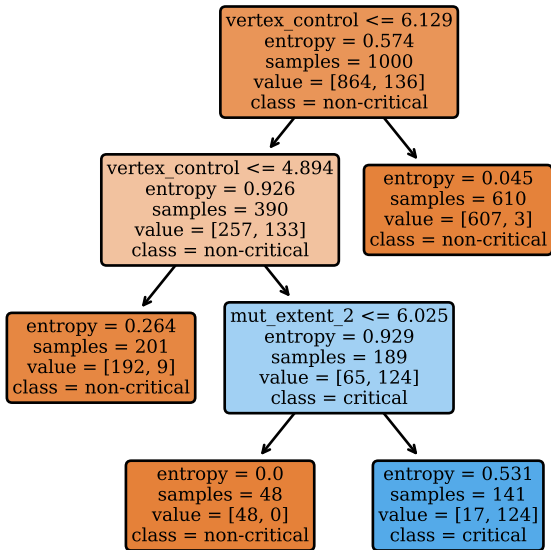 vertex_control <= 6.129
entropy = 0.574
samples = 1000
value = [864, 136]
class = non-critical
vertex_control <= 4.894
entropy = 0.926
samples = 390
value = [257, 133]
class = non-critical
entropy = 0.045
samples = 610
value = [607, 3]
class = non-critical
entropy = 0.264
samples = 201
value = [192, 9]
class = non-critical
mut_extent_2 <= 6.025
entropy = 0.929
samples = 189
value = [65, 124]
class = critical
entropy = 0.0
samples = 48
value = [48, 0]
class = non-critical
entropy = 0.531
samples = 141
value = [17, 124]
class = critical